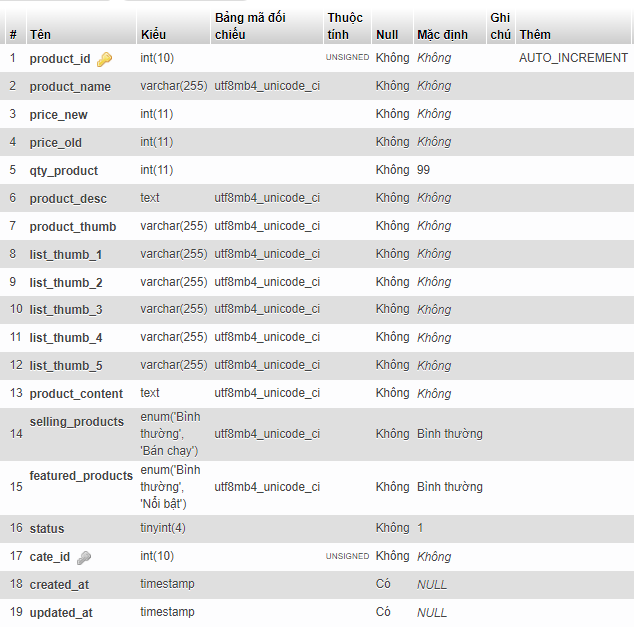 # Tên Kiểu Bảng mã đối chiếu Thuộc tính Null Mặc định Ghi chú Thêm
1 product_id int(10) UNSIGNED Không Không AUTO_INCREMENT
2 product_name varchar(255) utf8mb4_unicode_ci Không Không
3 price_new int(11) Không Không
4 price_old int(11) Không Không
5 qty_product int(11) Không 99
6 product_desc text utf8mb4_unicode_ci Không Không
7 product_thumb varchar(255) utf8mb4_unicode_ci Không Không
8 list_thumb_1 varchar(255) utf8mb4_unicode_ci Không Không
9 list_thumb_2 varchar(255) utf8mb4_unicode_ci Không Không
10 list_thumb_3 varchar(255) utf8mb4_unicode_ci Không Không
11 list_thumb_4 varchar(255) utf8mb4_unicode_ci Không Không
12 list_thumb_5 varchar(255) utf8mb4_unicode_ci Không Không
13 product_content text utf8mb4_unicode_ci Không Không
14 selling_products enum('Bình thường', 'Bán chạy') utf8mb4_unicode_ci Không Bình thường
15 featured_products enum('Bình thường', 'Nổi bật') utf8mb4_unicode_ci Không Bình thường
16 status tinyint(4) Không 1
17 cate_id int(10) UNSIGNED Không Không
18 created_at timestamp Có NULL
19 updated_at timestamp Có NULL